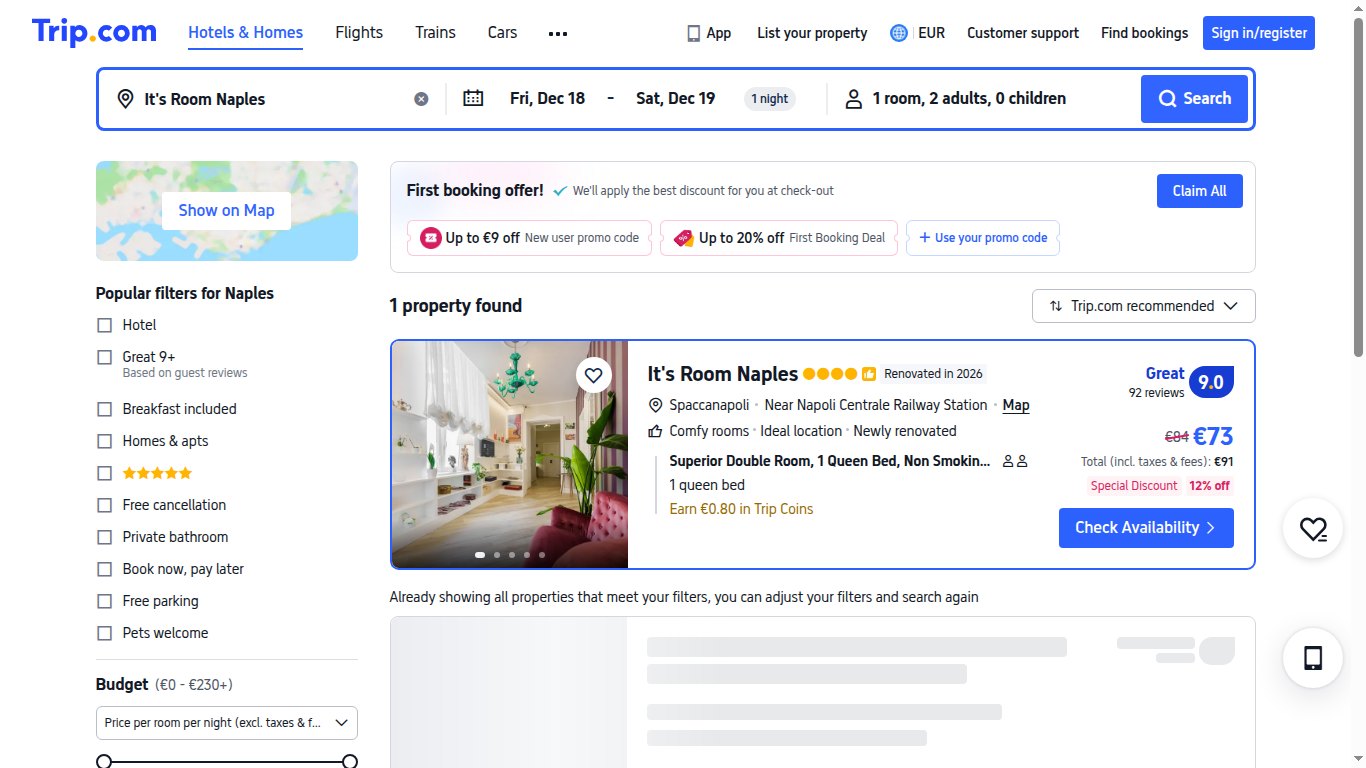 Trip.com
Hotels & Homes
Flights
Trains
Cars
App
List your property
EUR
Customer support
Find bookings
Sign in/register
It's Room Naples
Fri, Dec 18 - Sat, Dec 19
1 night
1 room, 2 adults, 0 children
Search
Show on Map
Popular filters for Naples
Hotel
Great 9+
Based on guest reviews
Breakfast included
Homes & apts
Free cancellation
Private bathroom
Book now, pay later
Free parking
Pets welcome
Budget (€0 - €230+)
Price per room per night (excl. taxes & f...
First booking offer!
We'll apply the best discount for you at check-out
Claim All
Up to €9 off New user promo code
Up to 20% off First Booking Deal
+ Use your promo code
1 property found
Trip.com recommended
It's Room Naples
Renovated in 2026
Spaccanapoli · Near Napoli Centrale Railway Station · Map
Comfy rooms · Ideal location · Newly renovated
Superior Double Room, 1 Queen Bed, Non Smokin...
1 queen bed
Earn €0.80 in Trip Coins
Great
92 reviews
9.0
€84 €73
Total (incl. taxes & fees): €91
Special Discount 12% off
Check Availability
Already showing all properties that meet your filters, you can adjust your filters and search again